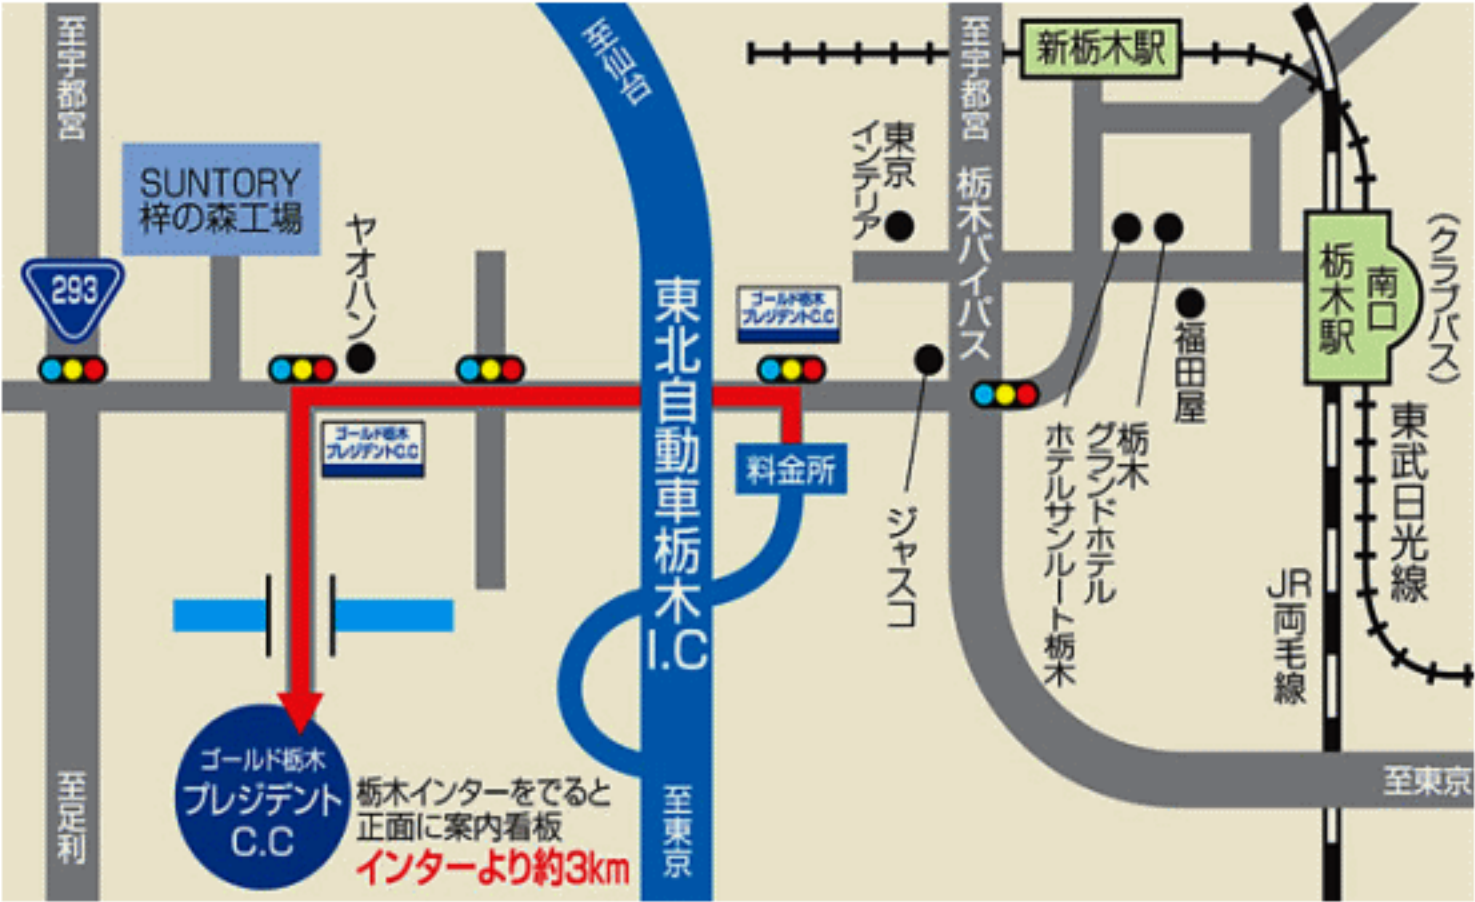 至宇都宮
SUNTORY
梓の森工場
293
ヤオハン
至仙台
東北自動車栃木I.C
至東京
ゴールド栃木
プレジデントC.C
ゴールド栃木
プレジデントC.C
料金所
東京
インテリア
至宇都宮 栃木バイパス
新栃木駅
ジャスコ
栃木
グランドホテル
ホテルサンルート栃木
福田屋
栃木駅
南口
(クラブバス)
東武日光線
JR両毛線
至東京
至足利
ゴールド栃木
プレジデント
C.C
栃木インターをでると
正面に案内看板
インターより約3km